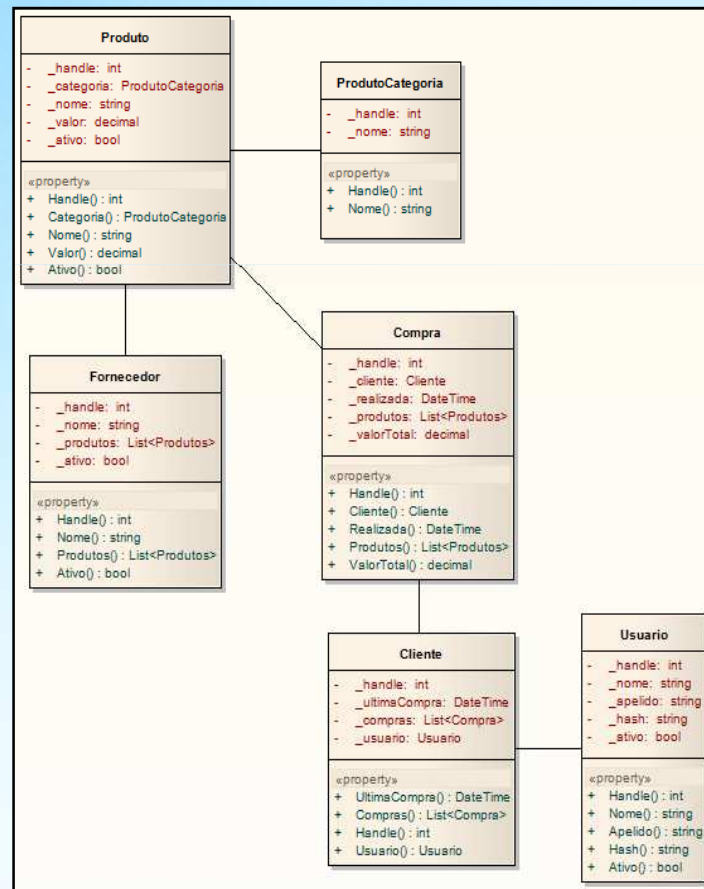 Produto
- _handle: int
- _categoria: ProdutoCategoria
- _nome: string
- _valor: decimal
- _ativo: bool
«property»
+ Handle() : int
+ Categoria() : ProdutoCategoria
+ Nome() : string
+ Valor() : decimal
+ Ativo() : bool
ProdutoCategoria
- _handle: int
- _nome: string
«property»
+ Handle() : int
+ Nome() : string
Fornecedor
- _handle: int
- _nome: string
- _produtos: List<Produtos>
- _ativo: bool
«property»
+ Handle() : int
+ Nome() : string
+ Produtos() : List<Produtos>
+ Ativo() : bool
Compra
- _handle: int
- _cliente: Cliente
- _realizada: DateTime
- _produtos: List<Produtos>
- _valorTotal: decimal
«property»
+ Handle() : int
+ Cliente() : Cliente
+ Realizada() : DateTime
+ Produtos() : List<Produtos>
+ ValorTotal() : decimal
Cliente
- _handle: int
- _ultimaCompra: DateTime
- _compras: List<Compra>
- _usuario: Usuario
«property»
+ UltimaCompra() : DateTime
+ Compras() : List<Compra>
+ Handle() : int
+ Usuario() : Usuario
Usuario
- _handle: int
- _nome: string
- _apelido: string
- _hash: string
- _ativo: bool
«property»
+ Handle() : int
+ Nome() : string
+ Apelido() : string
+ Hash() : string
+ Ativo() : bool